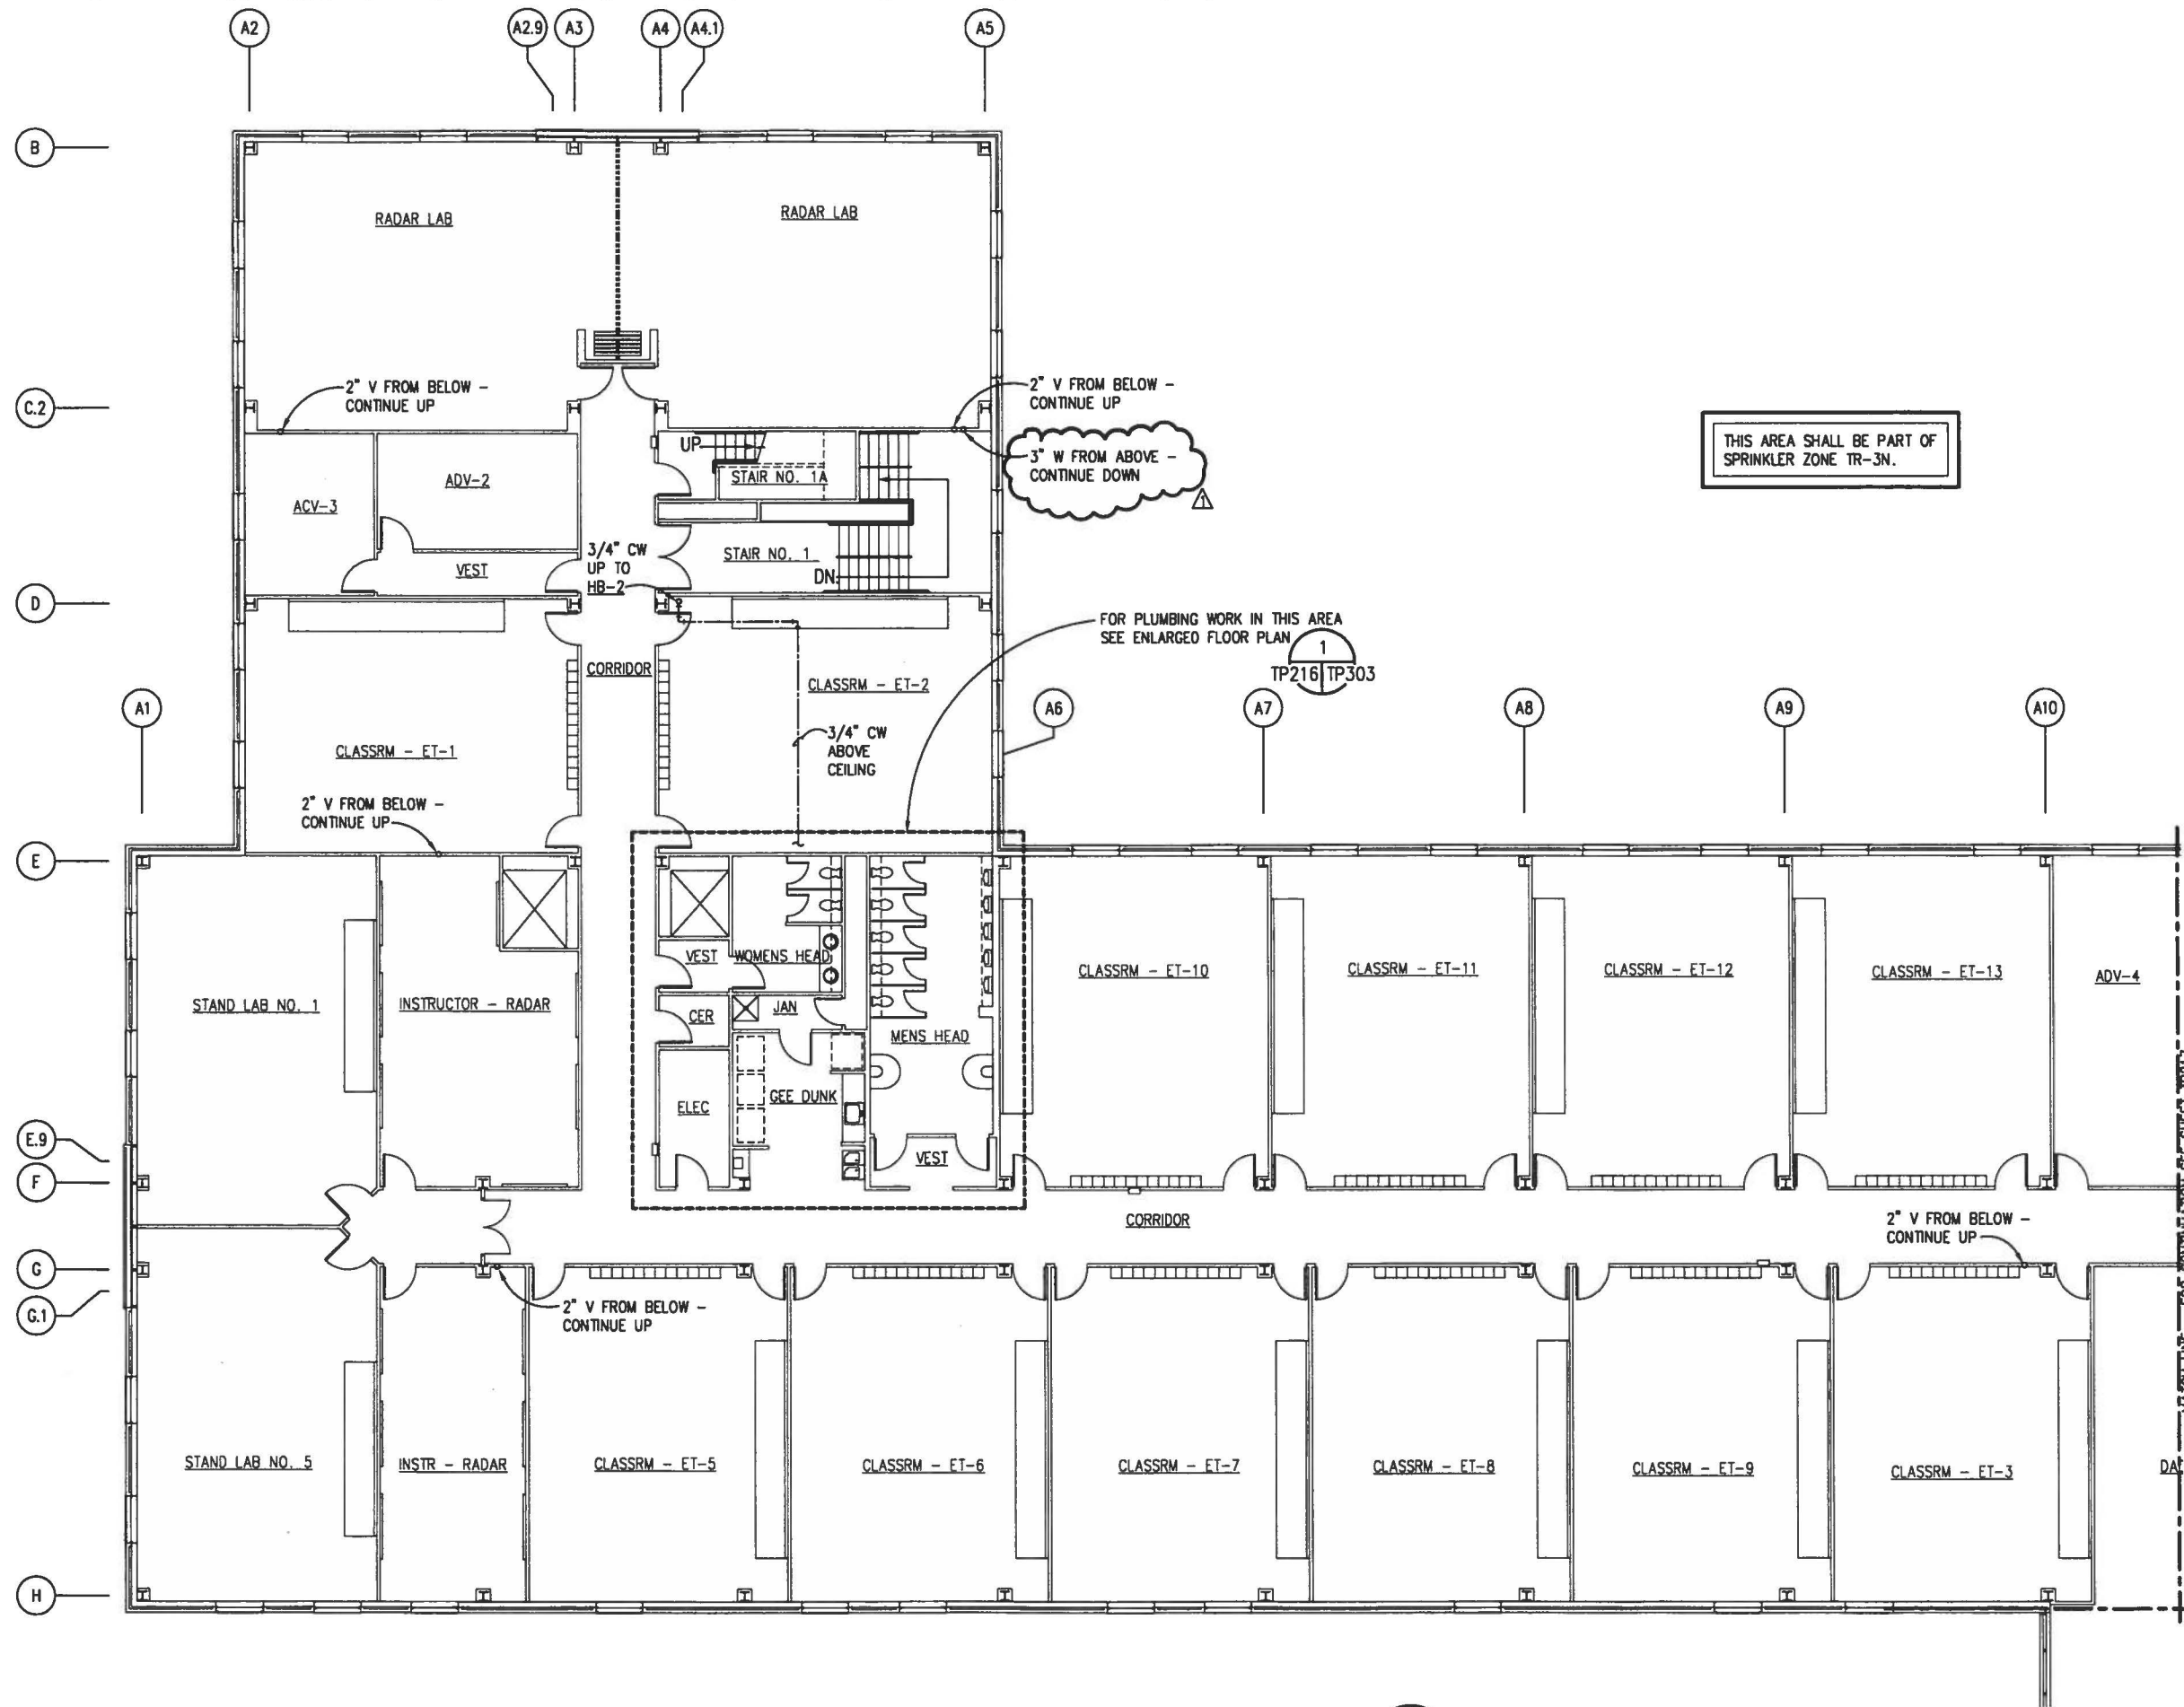 A2
A2.9
A3
A4
A4.1
A5
B
RADAR LAB
RADAR LAB
C.2
2" V FROM BELOW -
CONTINUE UP
2" V FROM BELOW -
CONTINUE UP
3" W FROM ABOVE -
CONTINUE DOWN
1
THIS AREA SHALL BE PART OF
SPRINKLER ZONE TR-3N.
UP
STAIR NO. 1A
ADV-2
ACV-3
VEST
3/4" CW
UP TO
HB-2
STAIR NO. 1
DN
D
FOR PLUMBING WORK IN THIS AREA
SEE ENLARGED FLOOR PLAN
1
TP216 TP303
CORRIDOR
CLASSRM - ET-2
A1
A6
A7
A8
A9
A10
CLASSRM - ET-1
3/4" CW
ABOVE
CEILING
2" V FROM BELOW -
CONTINUE UP
E
VEST
WOMENS HEAD
STAND LAB NO. 1
INSTRUCTOR - RADAR
CER
JAN
MENS HEAD
ELEC
GEE DUNK
VEST
CLASSRM - ET-10
CLASSRM - ET-11
CLASSRM - ET-12
CLASSRM - ET-13
ADV-4
E.9
F
CORRIDOR
2" V FROM BELOW -
CONTINUE UP
G
G.1
2" V FROM BELOW -
CONTINUE UP
STAND LAB NO. 5
INSTR - RADAR
CLASSRM - ET-5
CLASSRM - ET-6
CLASSRM - ET-7
CLASSRM - ET-8
CLASSRM - ET-9
CLASSRM - ET-3
H